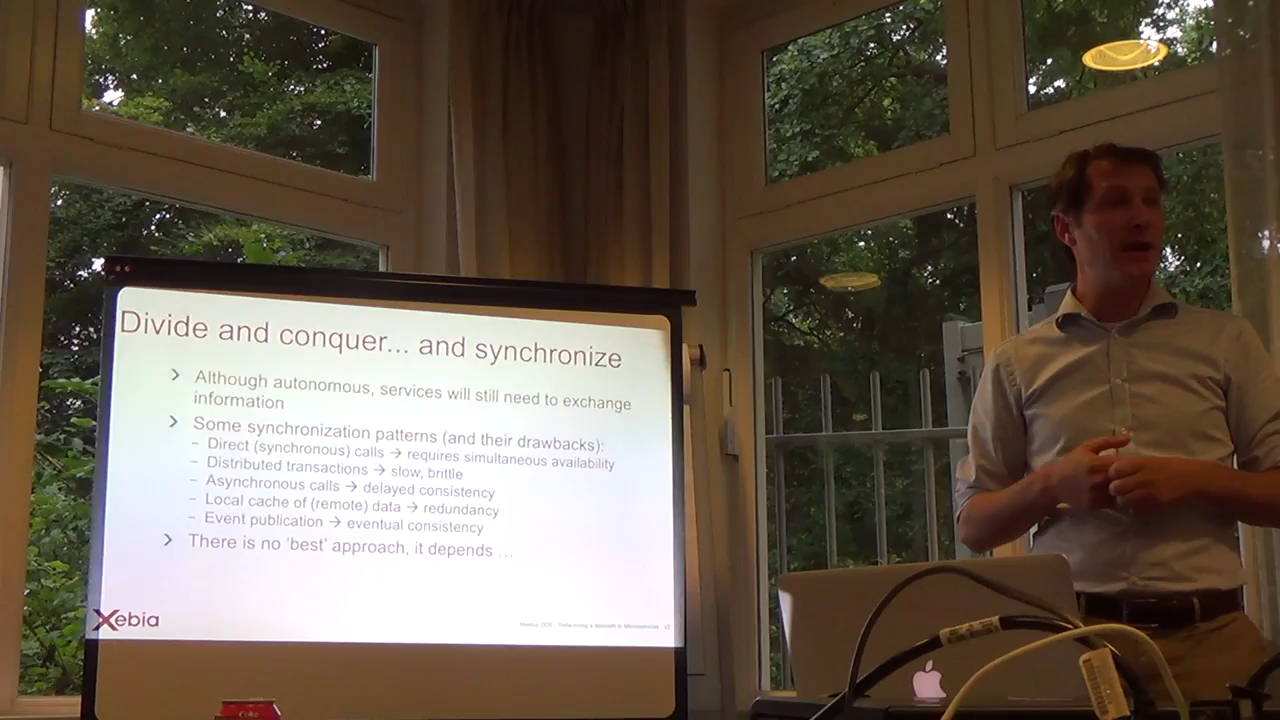 Divide and conquer... and synchronize
Although autonomous, services will still need to exchange
information
Some synchronization patterns (and their drawbacks):
– Direct (synchronous) calls → requires simultaneous availability
– Distributed transactions → slow, brittle
– Asynchronous calls → delayed consistency
– Local cache of (remote) data → redundancy
– Event publication → eventual consistency
There is no ‘best’ approach, it depends …
Xebia
Coke